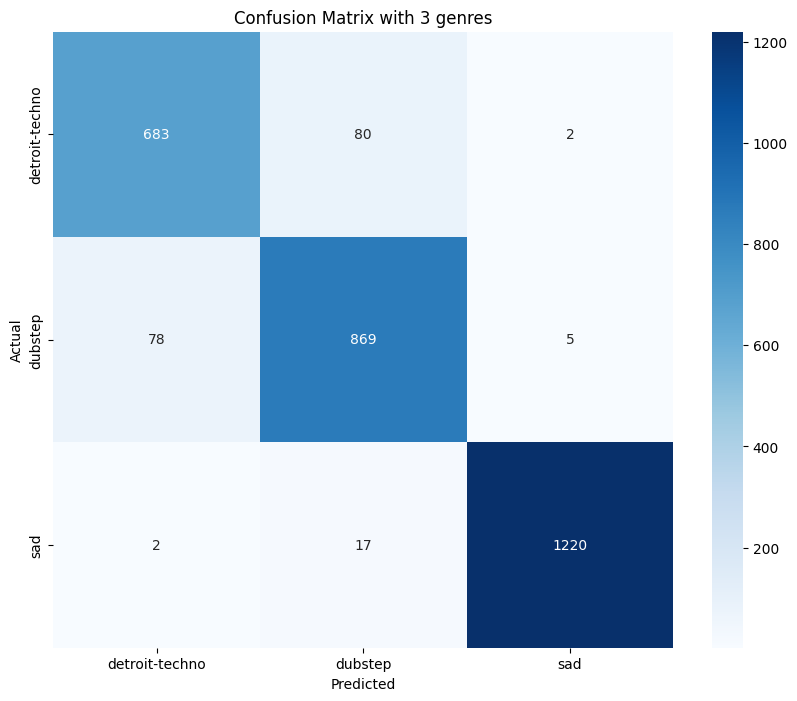 Confusion Matrix with 3 genres
Actual
detroit-techno
683 80 2
dubstep
78 869 5
sad
2 17 1220
detroit-techno dubstep sad
Predicted
1200
1000
800
600
400
200